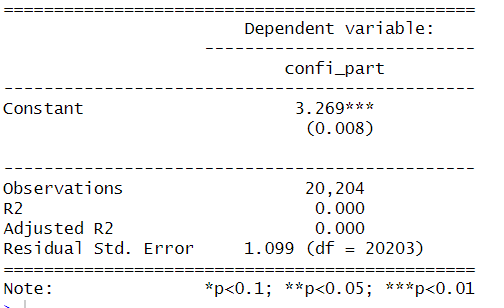 ===============================================
Dependent variable:
---------------------------
confi_part
-----------------------------------------------
Constant 3.269***
(0.008)
-----------------------------------------------
Observations 20,204
R2 0.000
Adjusted R2 0.000
Residual Std. Error 1.099 (df = 20203)
===============================================
Note: *p<0.1; **p<0.05; ***p<0.01
>